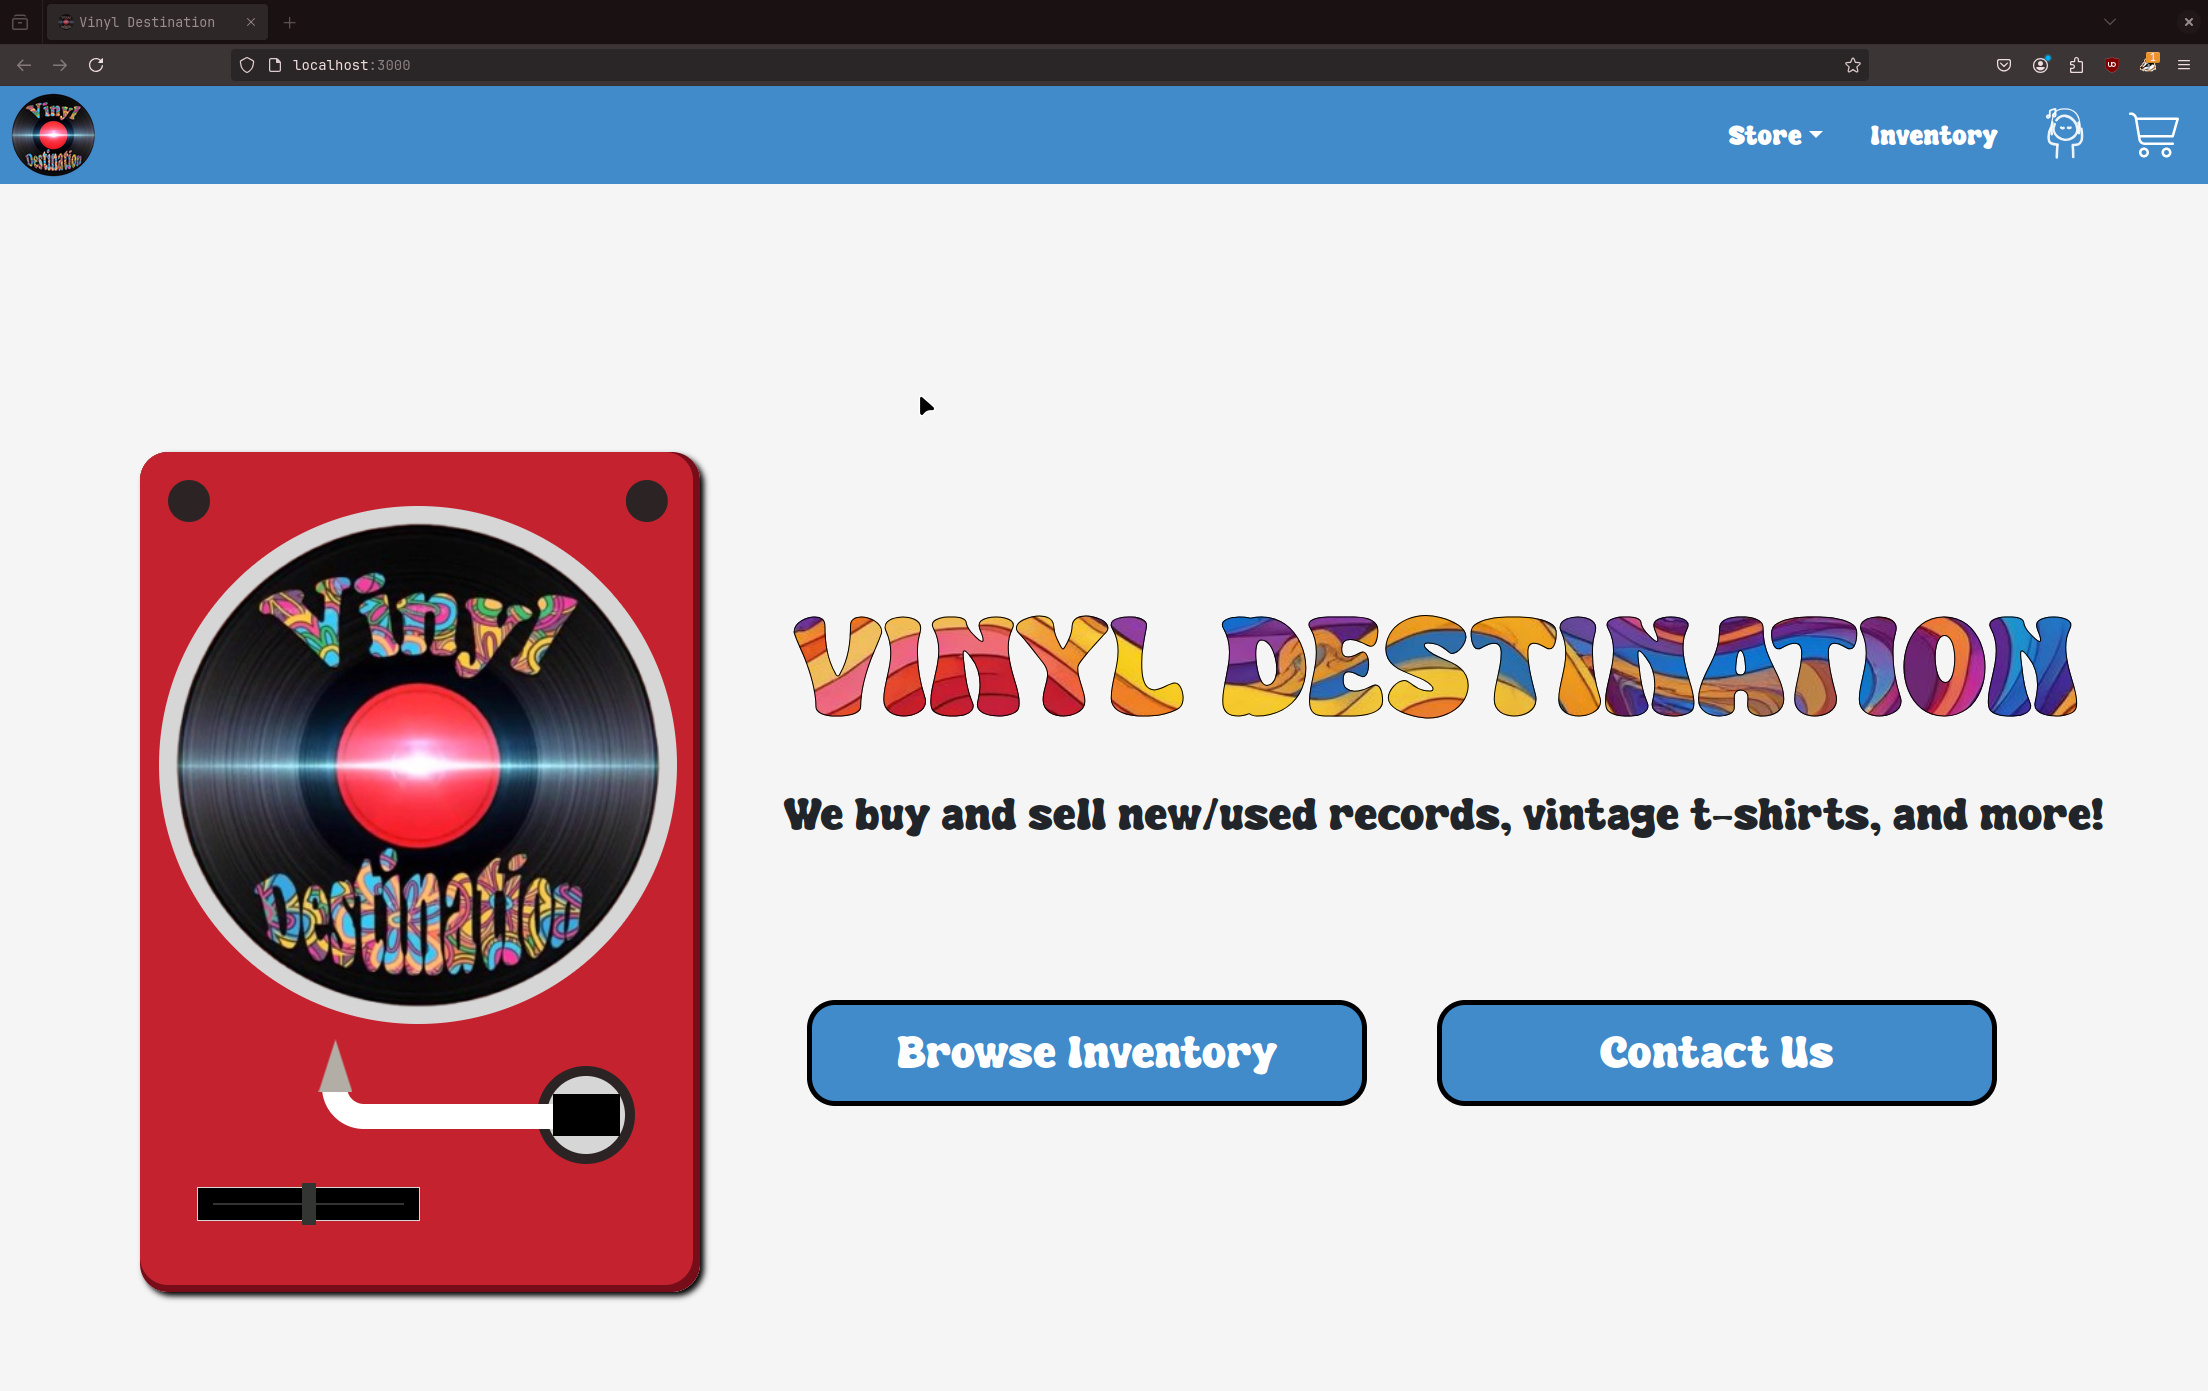 Vinyl Destination
localhost:3000
1
Vinyl
Destination
Store
Inventory
Vinyl
Destination
VINYL DESTINATION
We buy and sell new/used records, vintage t-shirts, and more!
Browse Inventory
Contact Us